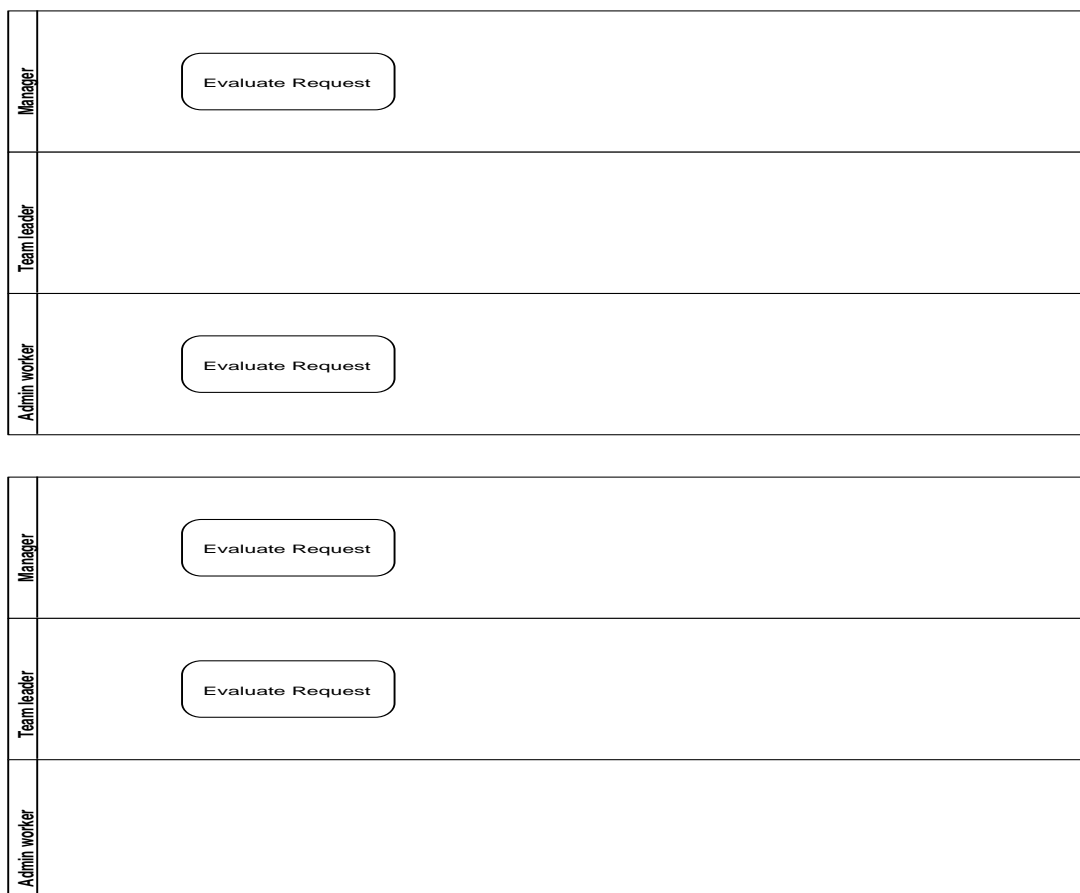 Manager
Evaluate Request
Team leader
Admin worker
Evaluate Request
Manager
Evaluate Request
Team leader
Evaluate Request
Admin worker